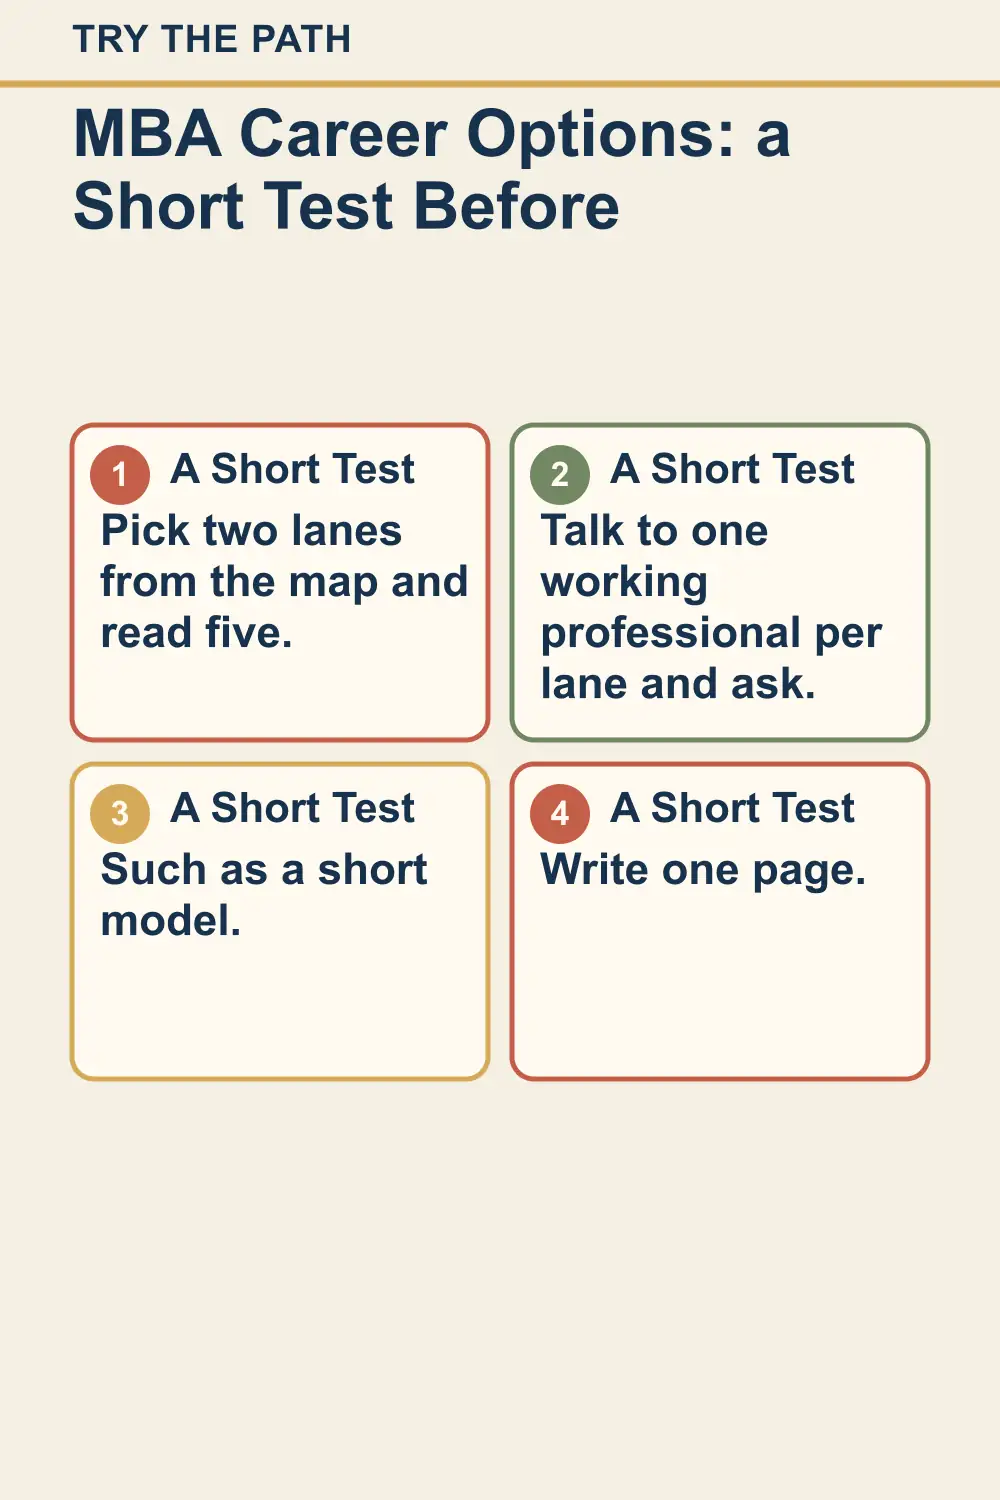 TRY THE PATH
MBA Career Options: a
Short Test Before
1 A Short Test
Pick two lanes
from the map and
read five.
2 A Short Test
Talk to one
working
professional per
lane and ask.
3 A Short Test
Such as a short
model.
4 A Short Test
Write one page.